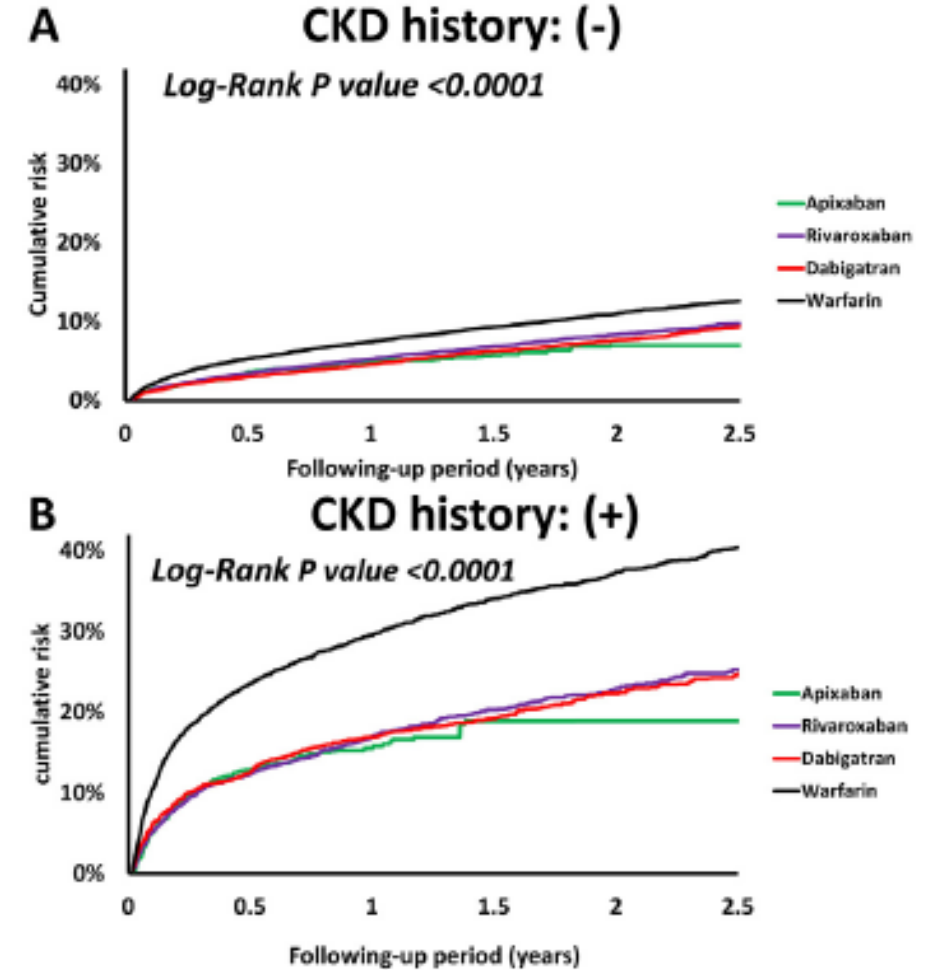 A
CKD history: (-)
Log-Rank P value <0.0001
40%
30%
20%
10%
0%
Cumulative risk
0 0.5 1 1.5 2 2.5
Following-up period (years)
Apixaban
Rivaroxaban
Dabigatran
Warfarin
B
CKD history: (+)
Log-Rank P value <0.0001
40%
30%
20%
10%
0%
cumulative risk
0 0.5 1 1.5 2 2.5
Following-up period (years)
Apixaban
Rivaroxaban
Dabigatran
Warfarin